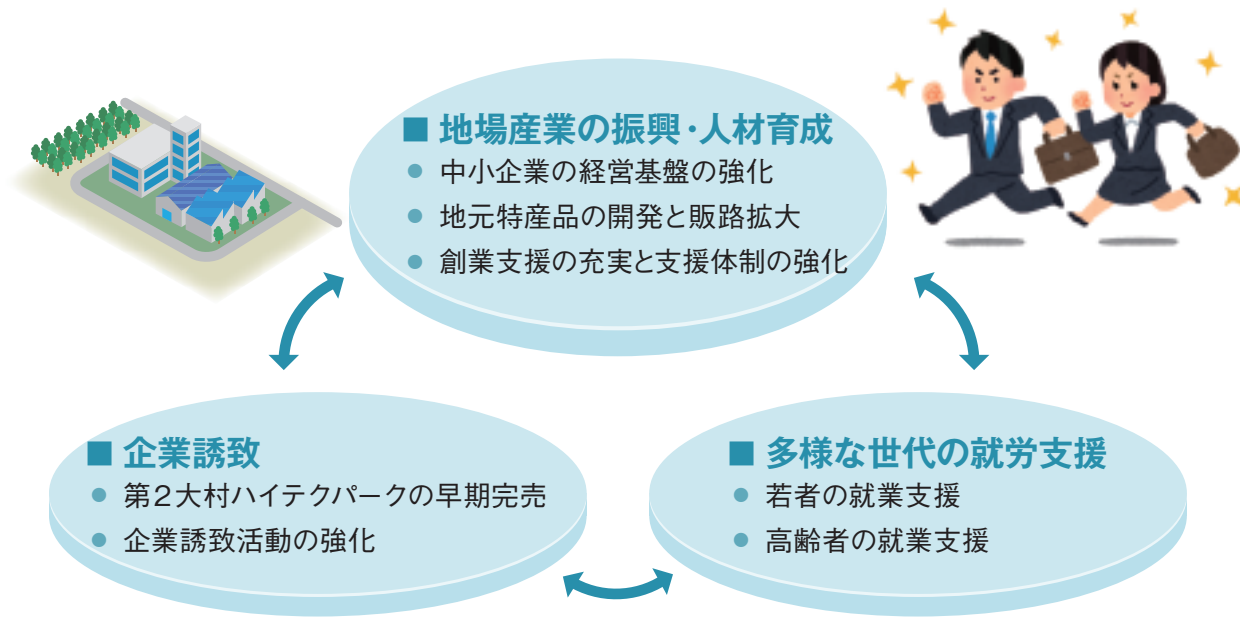 ■ 地場産業の振興・人材育成
● 中小企業の経営基盤の強化
● 地元特産品の開発と販路拡大
● 創業支援の充実と支援体制の強化
■ 企業誘致
● 第２大村ハイテクパークの早期完売
● 企業誘致活動の強化
■ 多様な世代の就労支援
● 若者の就業支援
● 高齢者の就業支援